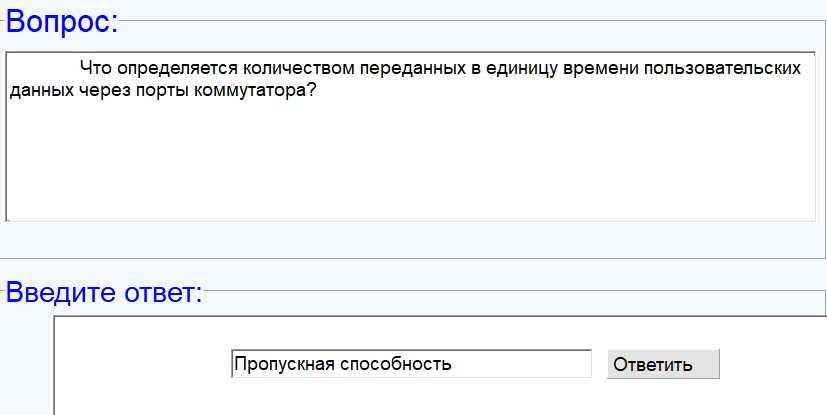 Вопрос:
Что определяется количеством переданных в единицу времени пользовательских
данных через порты коммутатора?
Введите ответ:
Пропускная способность
Ответить